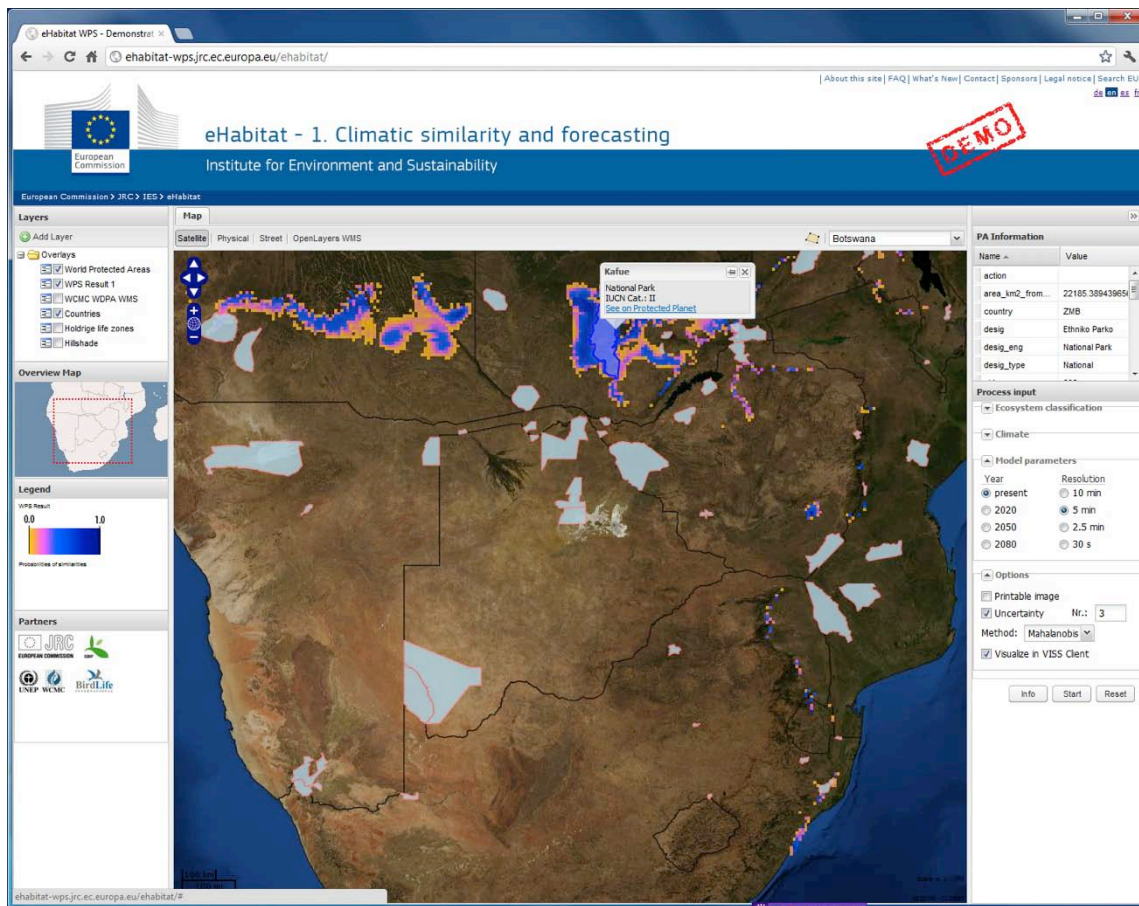 eHabitat WPS - Demonstrat
ehabitat-wps.jrc.ec.europa.eu/ehabitat/
| About this site | FAQ | What's New | Contact | Sponsors | Legal notice | Search EU
de en es fr
eHabitat - 1. Climatic similarity and forecasting
DEMO
European
Commission
Institute for Environment and Sustainability
European Commission > JRC > IES > eHabitat
Layers
Add Layer
Overlays
World Protected Areas
WPS Result 1
WCMC WDPA WMS
Countries
Holdrige life zones
Hillshade
Overview Map
Legend
WPS Result
0.0 1.0
Probabilities of similarities
Partners
JRC
EUROPEAN COMMISSION
UNEP WCMC
BirdLife
INTERNATIONAL
Map
Satellite Physical Street OpenLayers WMS
Botswana
Kafue
National Park
IUCN Cat.: II
See on Protected Planet
100 km
PA Information
Name Value
action
area_km2_from... 22185.389439656
country ZMB
desig Ethniko Parko
desig_eng National Park
desig_type National
Process input
Ecosystem classification
Climate
Model parameters
Year Resolution
present 10 min
2020 5 min
2050 2.5 min
2080 30 s
Options
Printable image
Uncertainty Nr.: 3
Method: Mahalanobis
Visualize in VISS Client
Info Start Reset
ehabitat-wps.jrc.ec.europa.eu/ehabitat/#